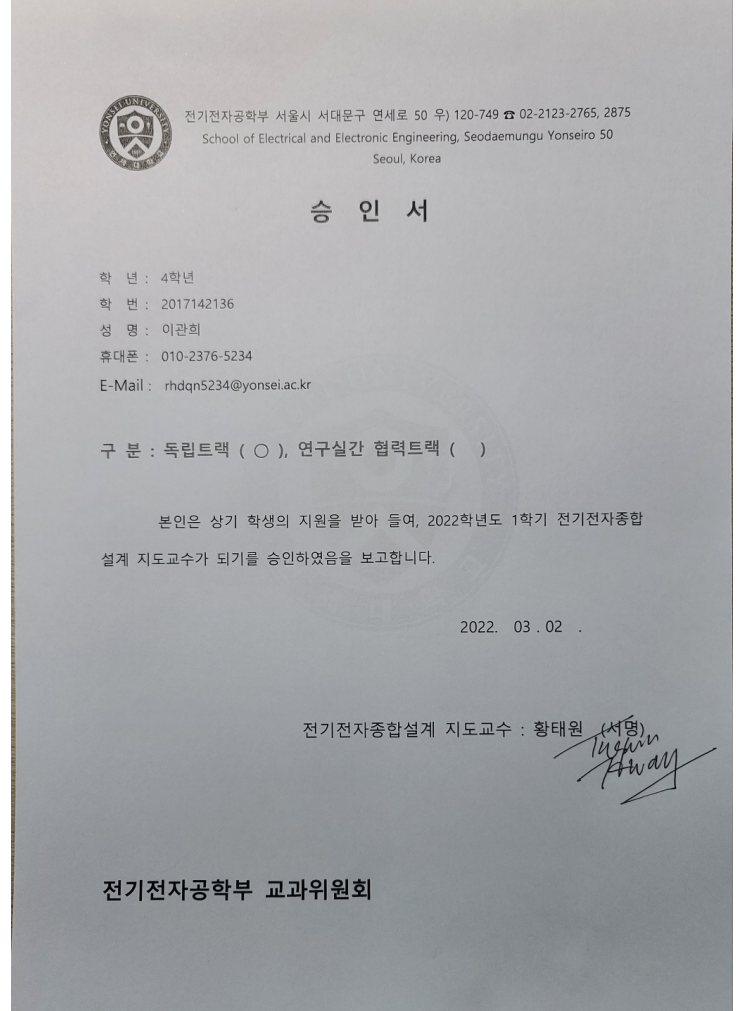 YONSEI UNIVERSITY
연세대학교
전기전자공학부 서울시 서대문구 연세로 50 우) 120-749 ☎ 02-2123-2765, 2875
School of Electrical and Electronic Engineering, Seodaemungu Yonseiro 50
Seoul, Korea
승 인 서
학 년 : 4학년
학 번 : 2017142136
성 명 : 이관희
휴대폰 : 010-2376-5234
E-Mail : rhdqn5234@yonsei.ac.kr
구 분 : 독립트랙 ( ○ ), 연구실간 협력트랙 ( )
본인은 상기 학생의 지원을 받아 들여, 2022학년도 1학기 전기전자종합
설계 지도교수가 되기를 승인하였음을 보고합니다.
2022. 03 . 02 .
전기전자종합설계 지도교수 : 황태원 (서명)
전기전자공학부 교과위원회